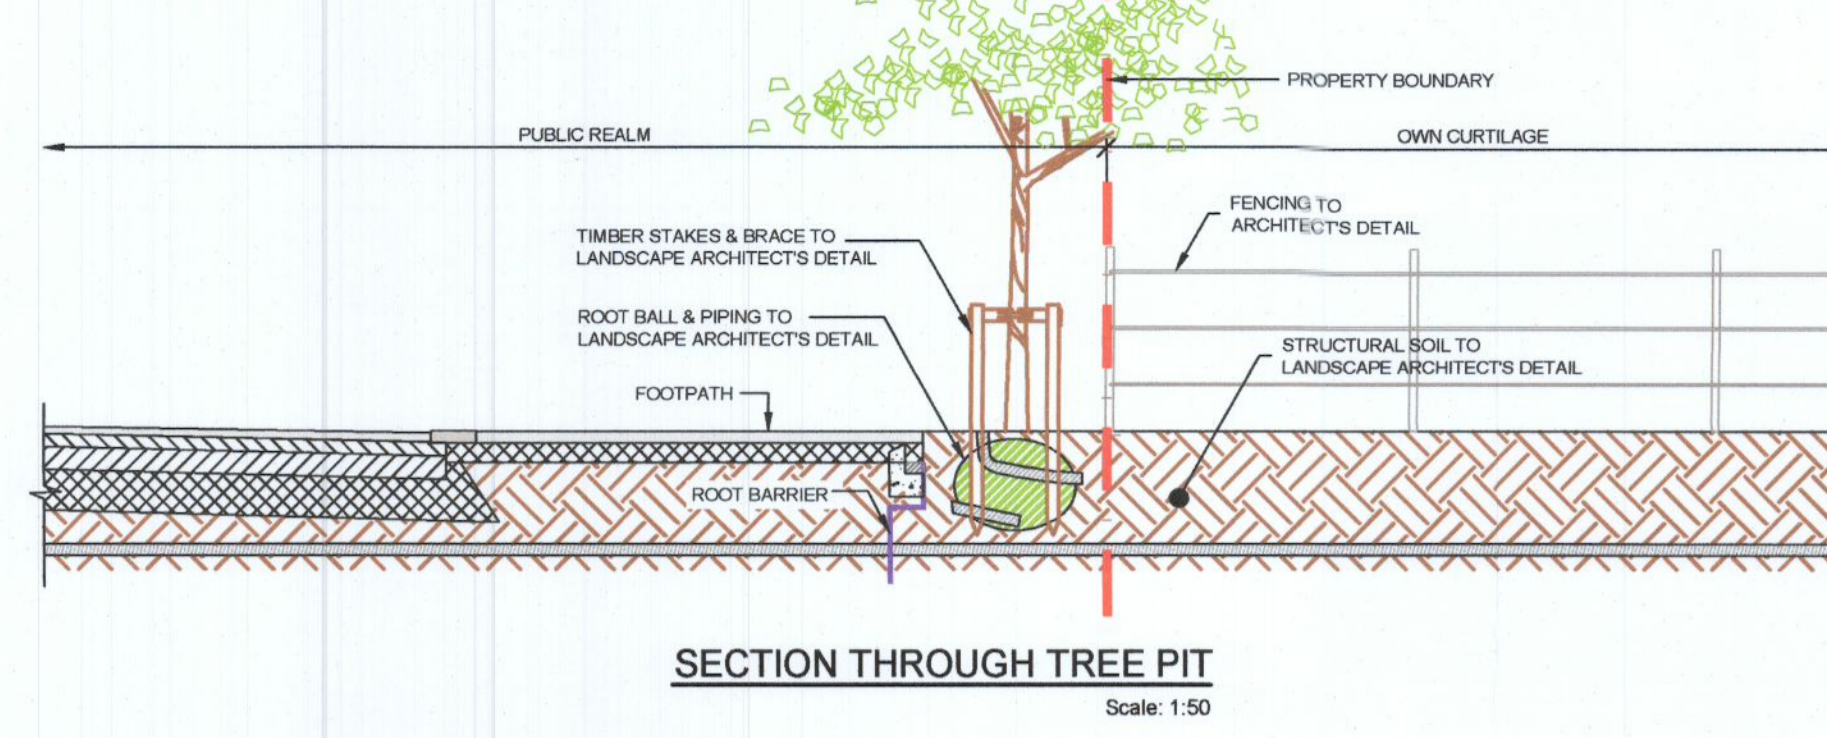 PROPERTY BOUNDARY
PUBLIC REALM
OWN CURTILAGE
FENCING TO
ARCHITECT'S DETAIL
TIMBER STAKES & BRACE TO
LANDSCAPE ARCHITECT'S DETAIL
ROOT BALL & PIPING TO
LANDSCAPE ARCHITECT'S DETAIL
STRUCTURAL SOIL TO
LANDSCAPE ARCHITECT'S DETAIL
FOOTPATH
ROOT BARRIER
SECTION THROUGH TREE PIT
Scale: 1:50